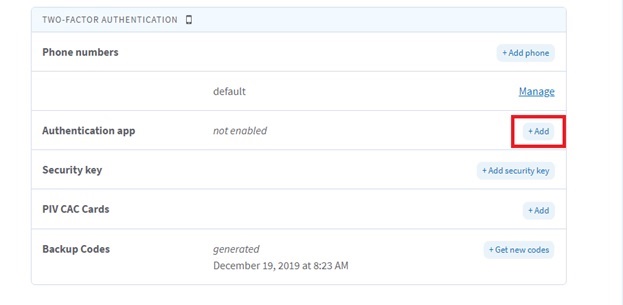 TWO-FACTOR AUTHENTICATION
Phone numbers + Add phone
default Manage
Authentication app not enabled + Add
Security key + Add security key
PIV CAC Cards + Add
Backup Codes generated + Get new codes
December 19, 2019 at 8:23 AM